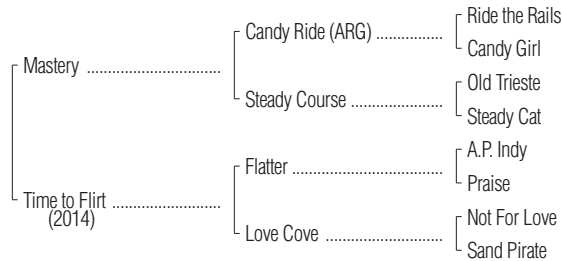 Ride the Rails
Candy Ride (ARG) ................
Candy Girl
Mastery ................................
Old Trieste
Steady Course ......................
Steady Cat
A.P. Indy
Flatter ....................................
Praise
Time to Flirt ..........................
(2014)
Not For Love
Love Cove ............................
Sand Pirate